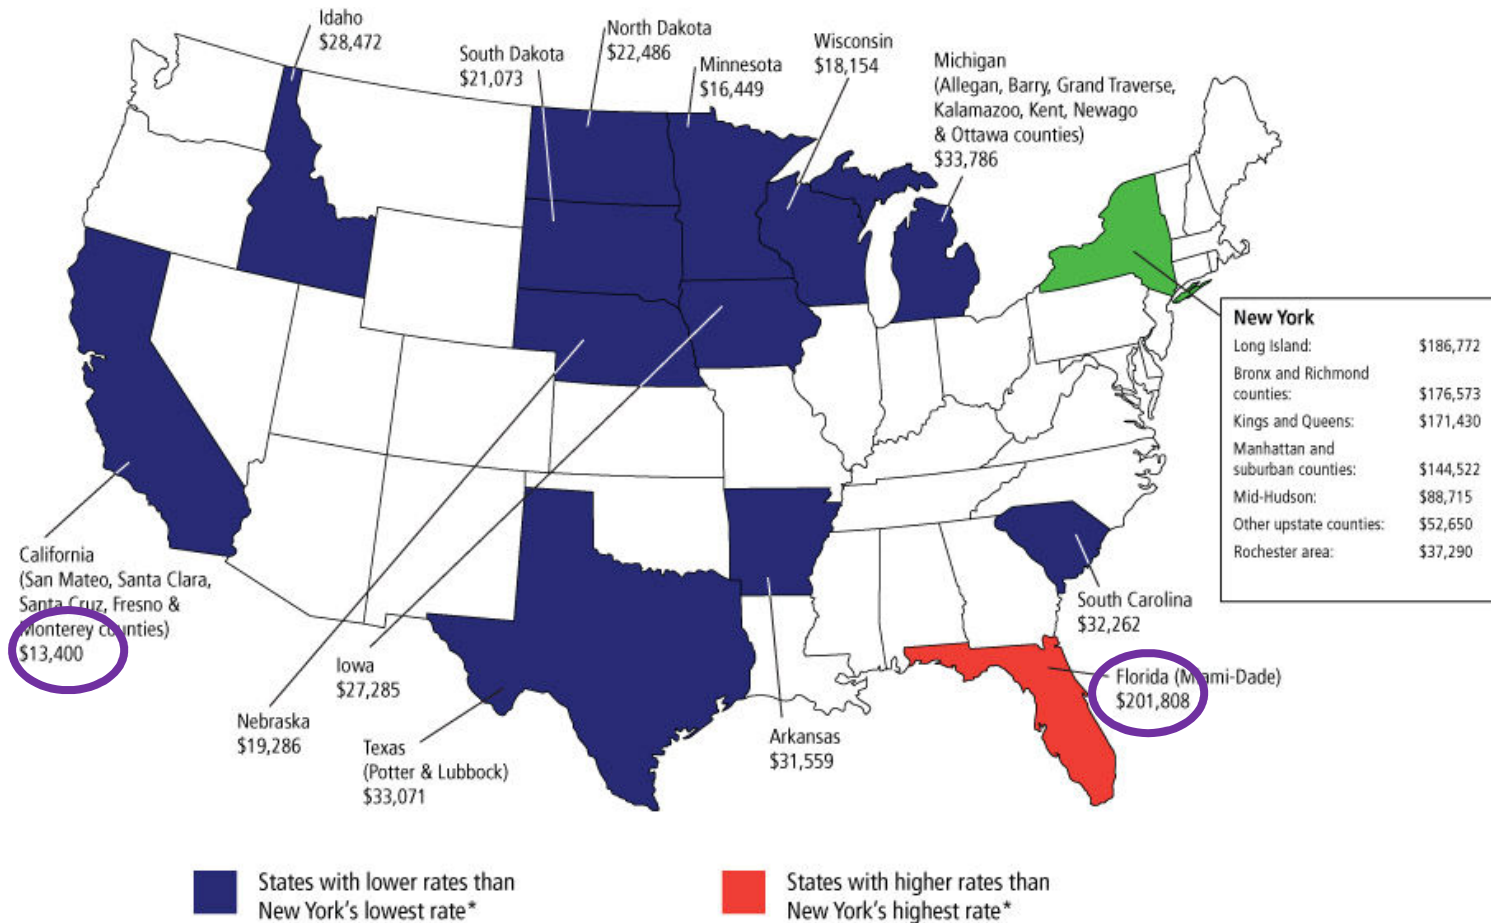 Idaho
$28,472
South Dakota
$21,073
North Dakota
$22,486
Minnesota
$16,449
Wisconsin
$18,154
Michigan
(Allegan, Barry, Grand Traverse,
Kalamazoo, Kent, Newago
& Ottawa counties)
$33,786
New York
Long Island: $186,772
Bronx and Richmond
counties: $176,573
Kings and Queens: $171,430
Manhattan and
suburban counties: $144,522
Mid-Hudson: $88,715
Other upstate counties: $52,650
Rochester area: $37,290
California
(San Mateo, Santa Clara,
Santa Cruz, Fresno &
Monterey counties)
$13,400
Iowa
$27,285
Nebraska
$19,286
Texas
(Potter & Lubbock)
$33,071
Arkansas
$31,559
South Carolina
$32,262
Florida (Miami-Dade)
$201,808
States with lower rates than
New York's lowest rate*
States with higher rates than
New York's highest rate*